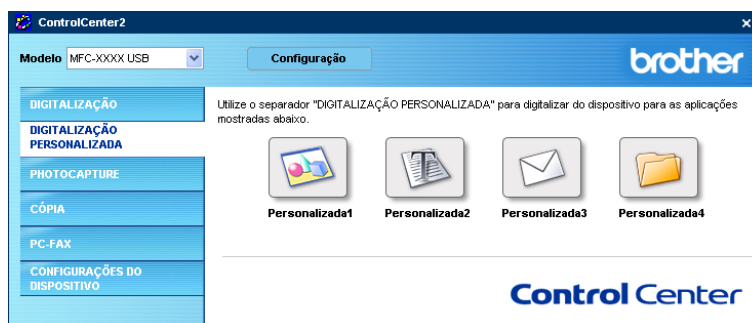 ControlCenter2
Modelo MFC-XXXX USB Configuração brother
DIGITALIZAÇÃO
DIGITALIZAÇÃO
PERSONALIZADA
PHOTOCAPTURE
CÓPIA
PC-FAX
CONFIGURAÇÕES DO
DISPOSITIVO
Utilize o separador "DIGITALIZAÇÃO PERSONALIZADA" para digitalizar do dispositivo para as aplicações
mostradas abaixo.
Personalizada1 Personalizada2 Personalizada3 Personalizada4
Control Center